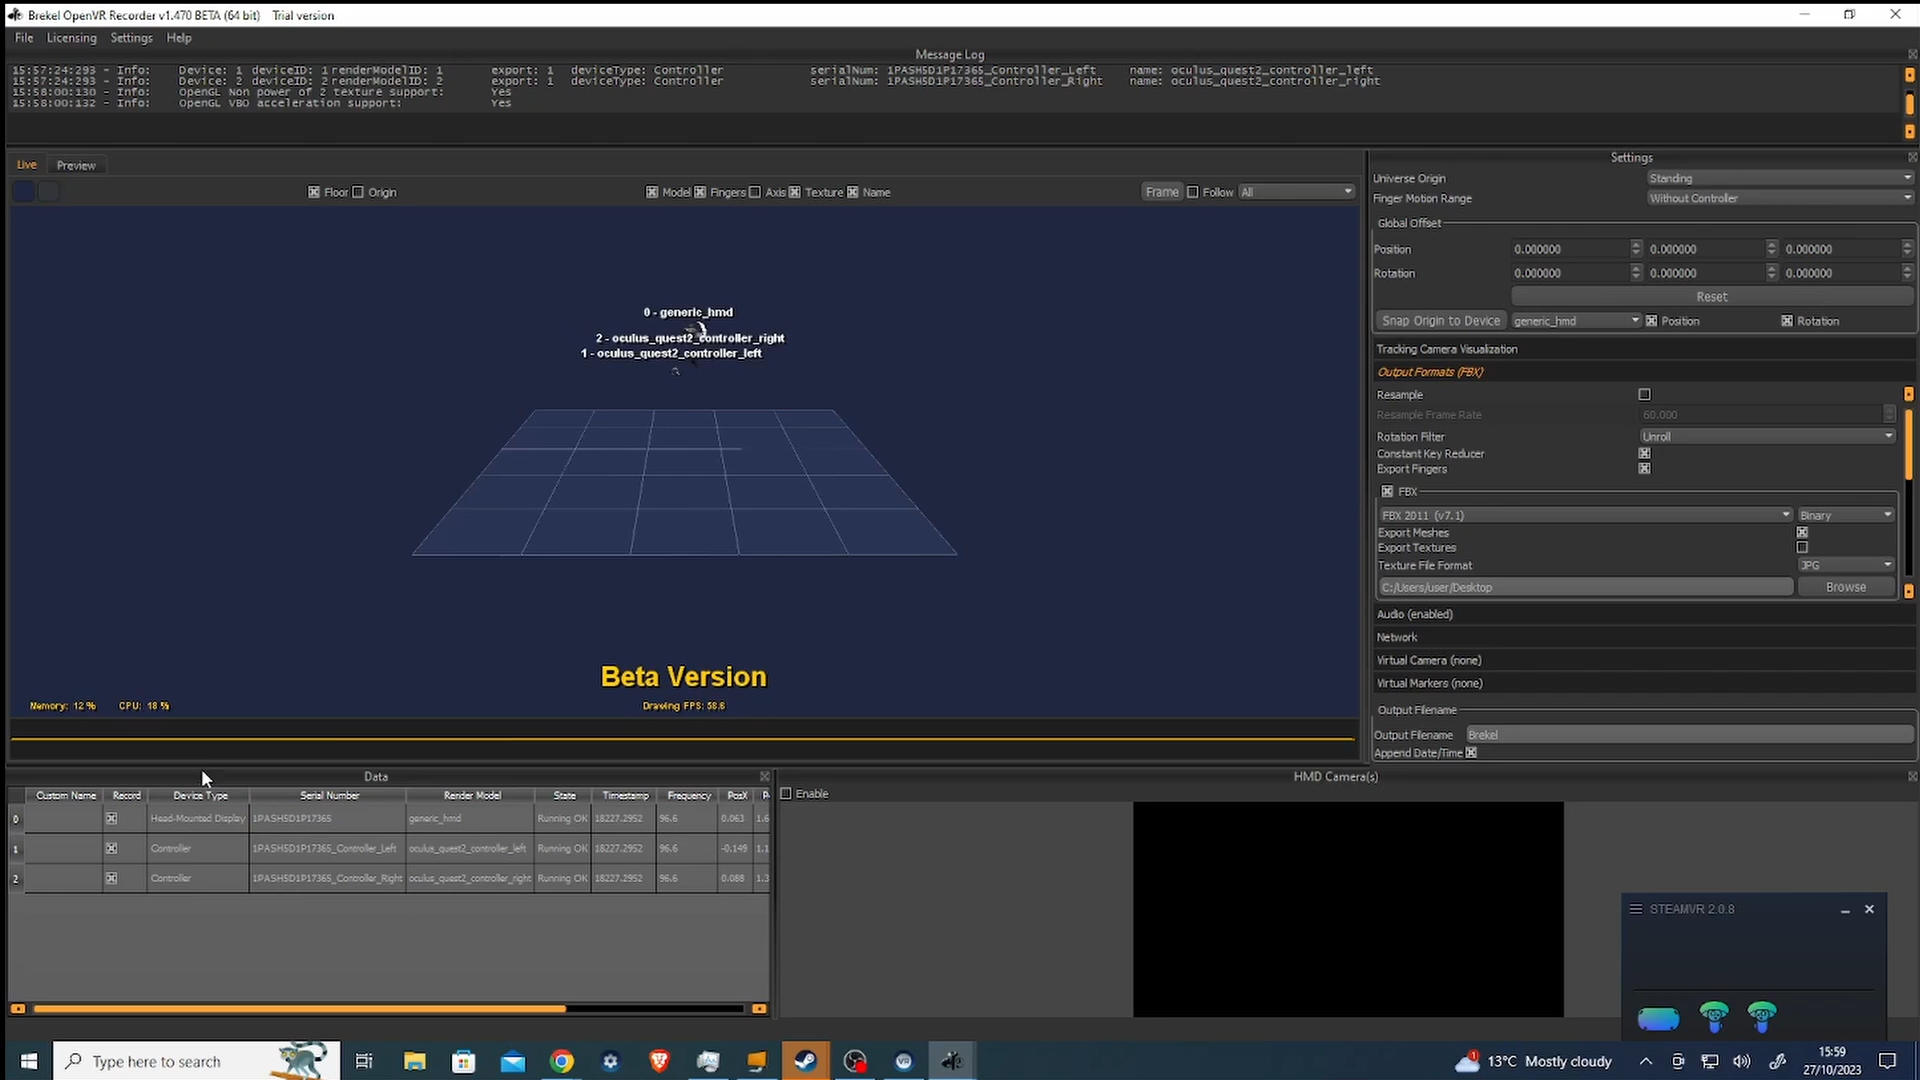 Brekel OpenVR Recorder v1.470 BETA (64 bit) Trial version
File Licensing Settings Help
Message Log
15:57:24:293 - Info: Device: 1 deviceID: 1 renderModelID: 1 export: 1 deviceType: Controller serialNum: 1PASH5D1P17365_Controller_Left name: oculus_quest2_controller_left
15:57:24:293 - Info: Device: 2 deviceID: 2 renderModelID: 2 export: 1 deviceType: Controller serialNum: 1PASH5D1P17365_Controller_Right name: oculus_quest2_controller_right
15:58:00:130 - Info: OpenGL Non power of 2 texture support: Yes
15:58:00:132 - Info: OpenGL VBO acceleration support: Yes
Live Preview
Floor Origin Model Fingers Axis Texture Name Frame Follow All
0 - generic_hmd
2 - oculus_quest2_controller_right
1 - oculus_quest2_controller_left
Beta Version
Memory: 12 % CPU: 18 % Drawing FPS: 58.6
Settings
Universe Origin Standing
Finger Motion Range Without Controller
Global Offset
Position 0.000000 0.000000 0.000000
Rotation 0.000000 0.000000 0.000000
Reset
Snap Origin to Device generic_hmd Position Rotation
Tracking Camera Visualization
Output Formats (FBX)
Resample
Resample Frame Rate 60.000
Rotation Filter Unroll
Constant Key Reducer
Export Fingers
FBX
FBX 2011 (v7.1) Binary
Export Meshes
Export Textures
Texture File Format JPG
C:/Users/user/Desktop Browse
Audio (enabled)
Network
Virtual Camera (none)
Virtual Markers (none)
Output Filename
Output Filename Brekel
Append Date/Time
Data
Custom Name Record Device Type Serial Number Render Model State Timestamp Frequency PosX
0 Head-Mounted Display 1PASH5D1P17365 generic_hmd Running OK 18227.2952 96.6 0.063 1.6
1 Controller 1PASH5D1P17365_Controller_Left oculus_quest2_controller_left Running OK 18227.2952 96.6 -0.149 1.1
2 Controller 1PASH5D1P17365_Controller_Right oculus_quest2_controller_right Running OK 18227.2952 96.6 0.088 1.3
HMD Camera(s)
Enable
STEAMVR 2.0.8
Type here to search
1 13°C Mostly cloudy
15:59
27/10/2023